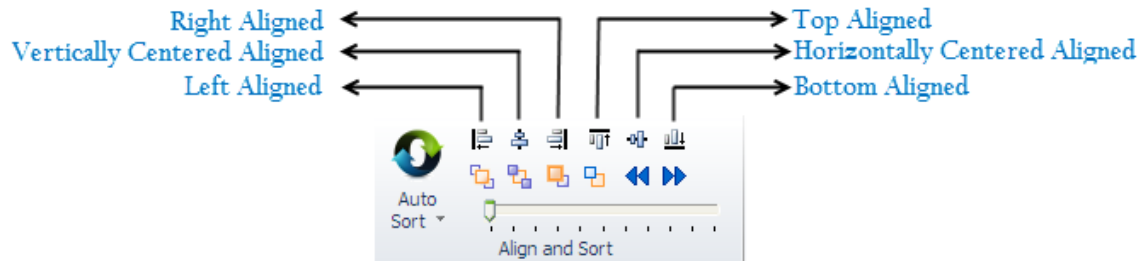 Right Aligned
Top Aligned
Vertically Centered Aligned
Horizontally Centered Aligned
Left Aligned
Bottom Aligned
Auto
Sort
Align and Sort